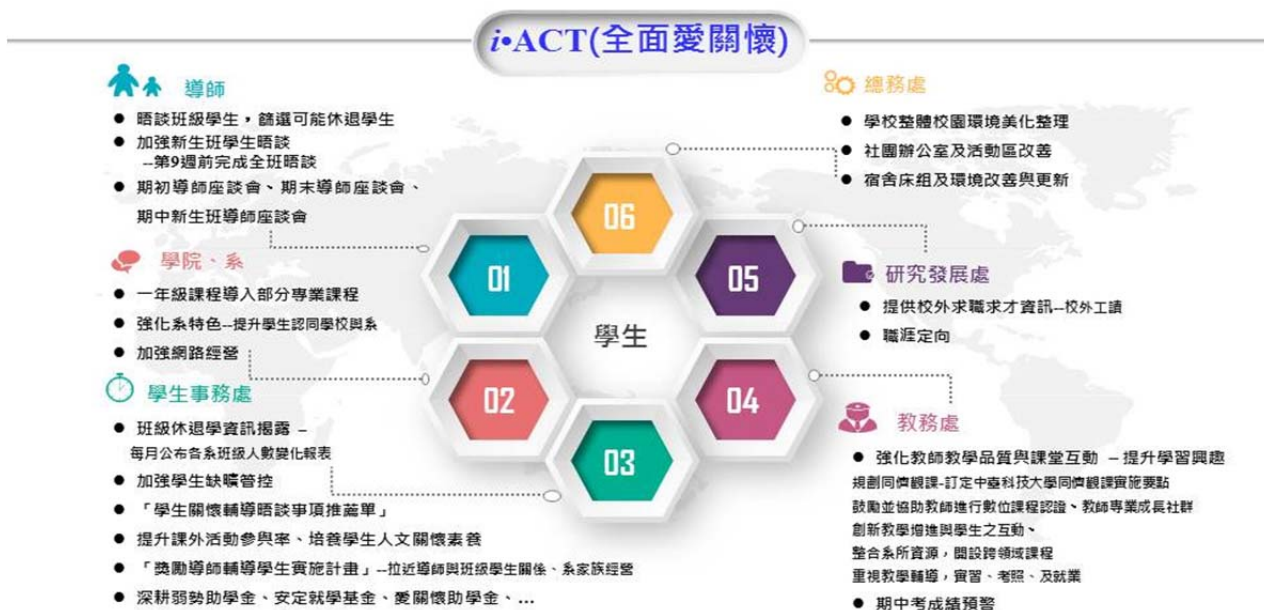 i•ACT(全面愛關懷)
導師
● 晤談班級學生，篩選可能休退學生
● 加強新生班學生晤談
--第9週前完成全班晤談
● 期初導師座談會、期末導師座談會、
期中新生班導師座談會
學院、系
● 一年級課程導入部分專業課程
● 強化系特色--提升學生認同學校與系
● 加強網路經營
學生事務處
● 班級休退學資訊揭露 –
每月公布各系班級人數變化報表
● 加強學生缺曠管控
● 「學生關懷輔導晤談事項推薦單」
● 提升課外活動參與率、培養學生人文關懷素養
● 「獎勵導師輔導學生實施計畫」--拉近導師與班級學生關係、系家族經營
● 深耕弱勢助學金、安定就學基金、愛關懷助學金、…
06
01
05
學生
02
04
03
總務處
● 學校整體校園環境美化整理
● 社團辦公室及活動區改善
● 宿舍床組及環境改善與更新
研究發展處
● 提供校外求職求才資訊--校外工讀
● 職涯定向
教務處
● 強化教師教學品質與課堂互動 –提升學習興趣
規劃同儕觀課-訂定中臺科技大學同儕觀課實施要點
鼓勵並協助教師進行數位課程認證、教師專業成長社群
創新教學增進與學生之互動、
整合系所資源，開設跨領域課程
重視教學輔導，實習、考照、及就業
● 期中考成績預警